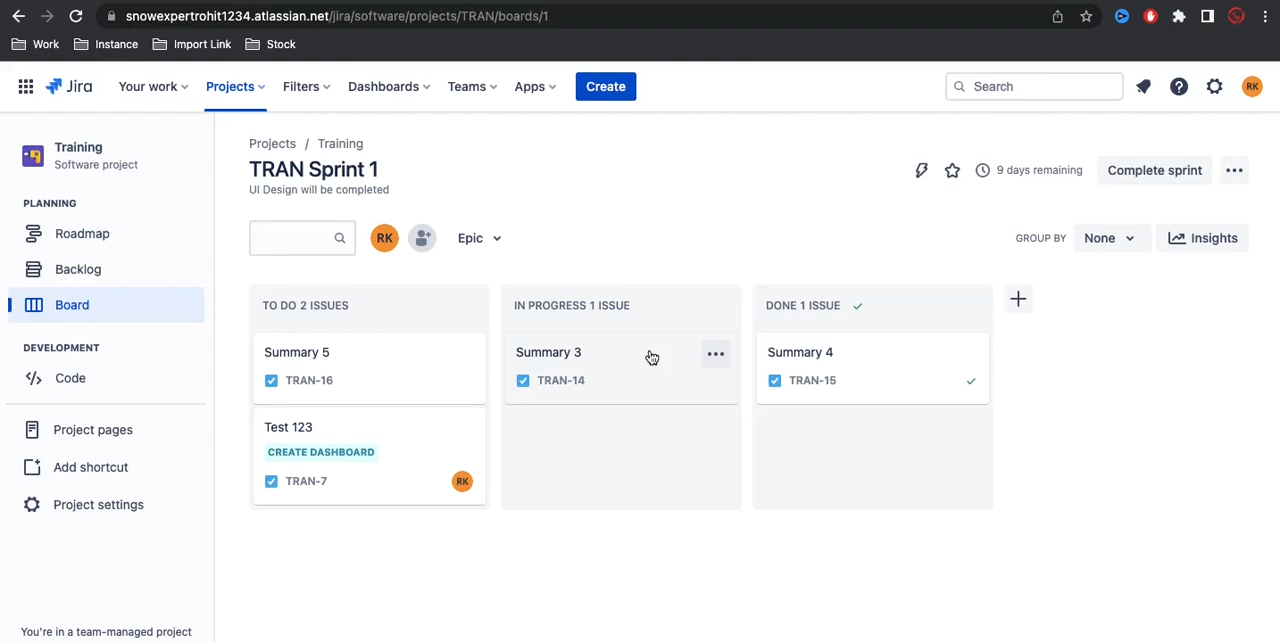 snowexpertrohit1234.atlassian.net/jira/software/projects/TRAN/boards/1
Work Instance Import Link Stock
Jira Your work Projects Filters Dashboards Teams Apps Create Search RK
Training
Software project
PLANNING
Roadmap
Backlog
Board
DEVELOPMENT
Code
Project pages
Add shortcut
Project settings
You're in a team-managed project
Projects / Training
TRAN Sprint 1
UI Design will be completed
9 days remaining Complete sprint
RK Epic
GROUP BY None Insights
TO DO 2 ISSUES
Summary 5
TRAN-16
Test 123
CREATE DASHBOARD
TRAN-7 RK
IN PROGRESS 1 ISSUE
Summary 3
TRAN-14
DONE 1 ISSUE
Summary 4
TRAN-15